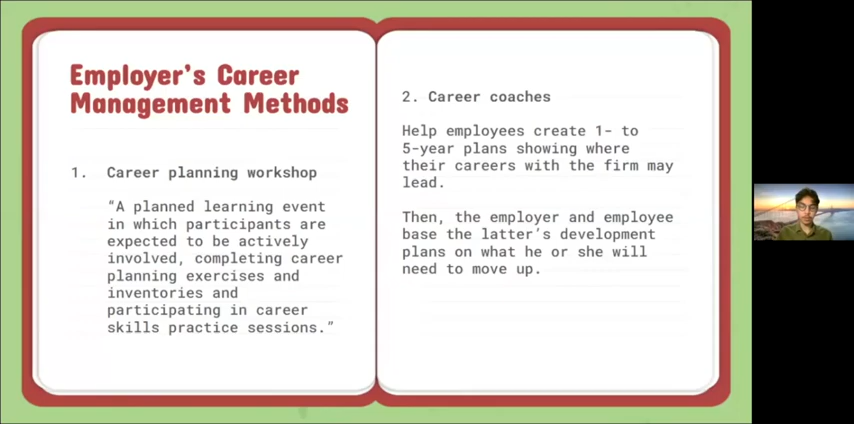 Employer's Career
Management Methods
1. Career planning workshop
"A planned learning event
in which participants are
expected to be actively
involved, completing career
planning exercises and
inventories and
participating in career
skills practice sessions."
2. Career coaches
Help employees create 1- to
5-year plans showing where
their careers with the firm may
lead.
Then, the employer and employee
base the latter's development
plans on what he or she will
need to move up.